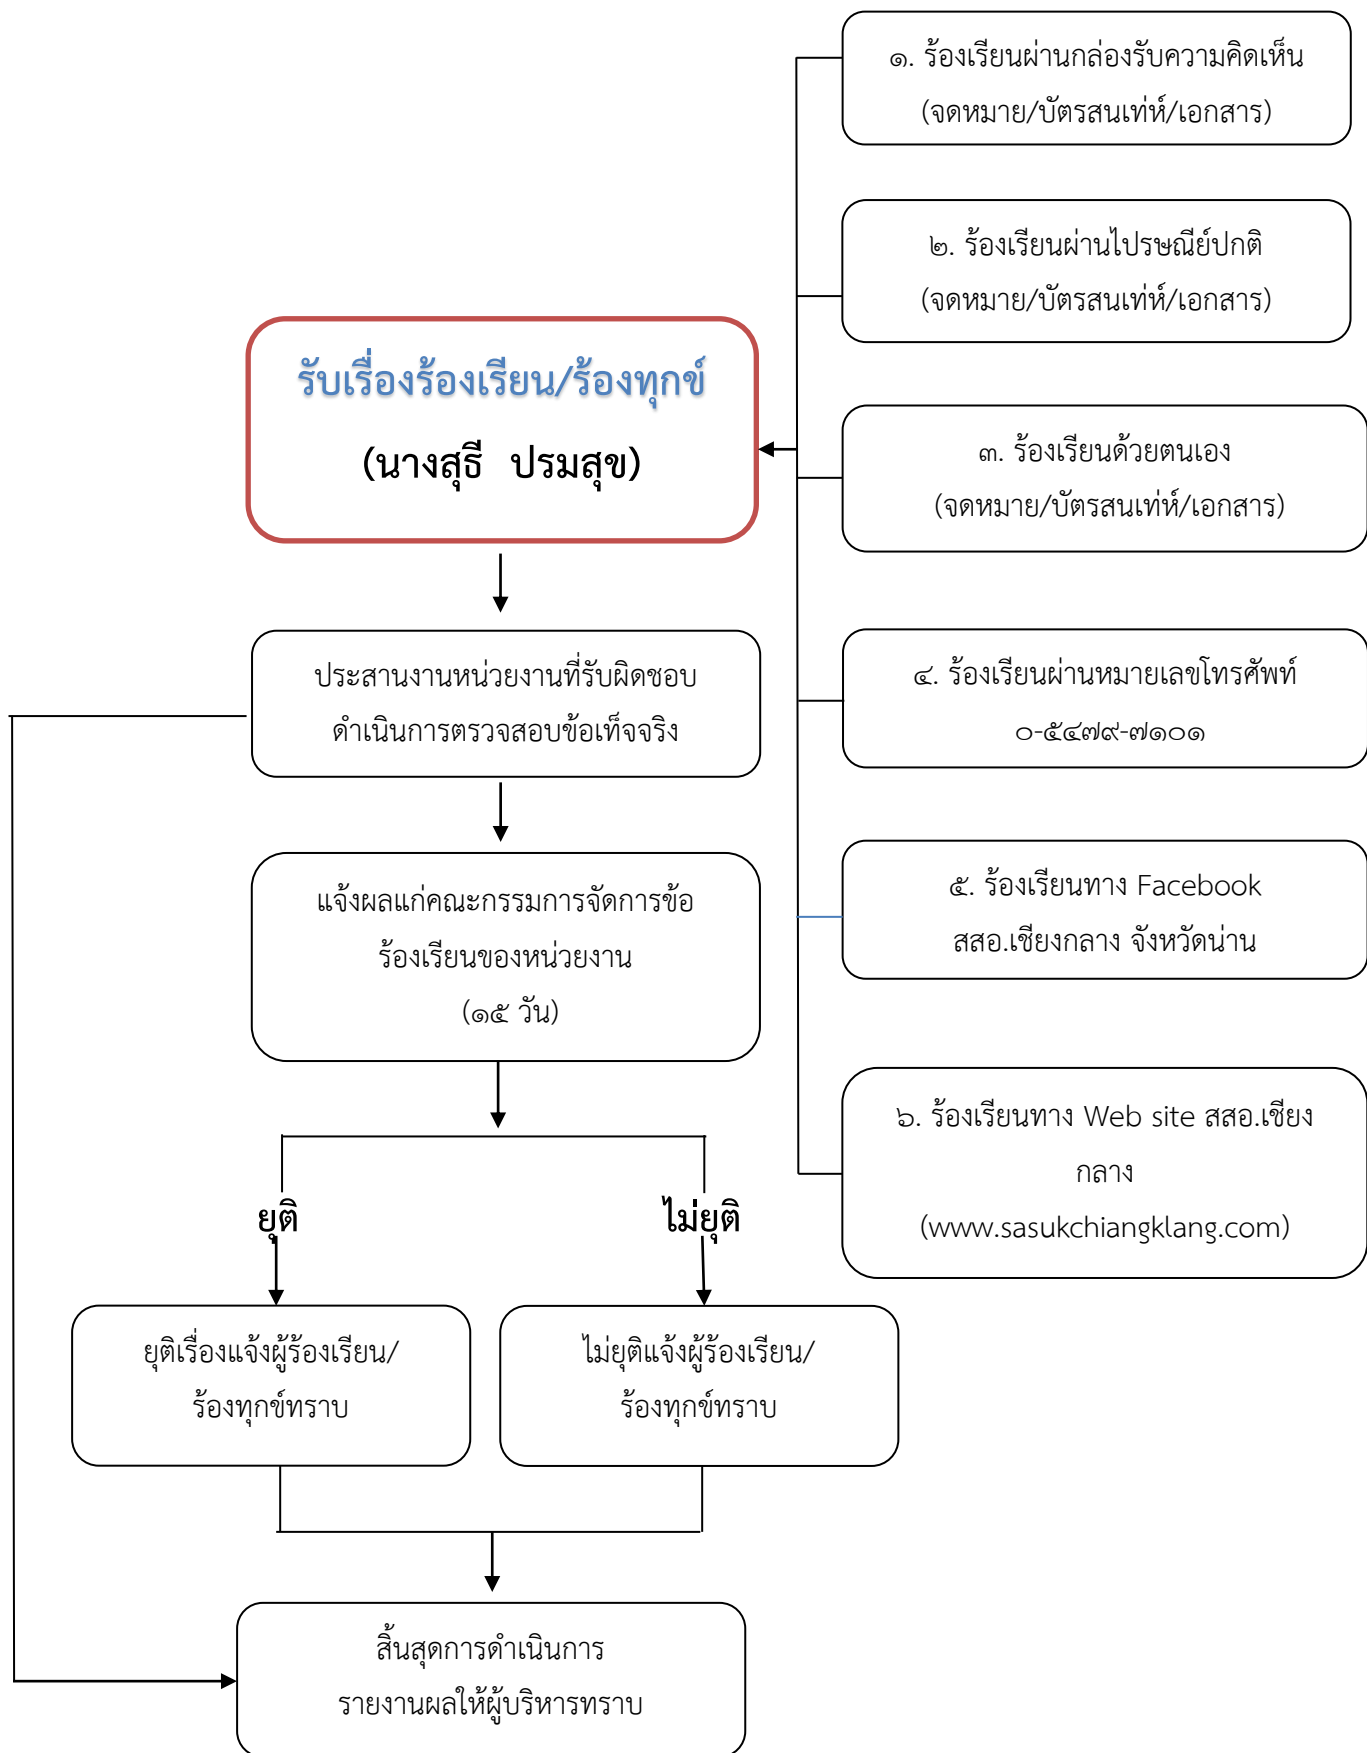 ๑. ร้องเรียนผ่านกล่องรับความคิดเห็น
(จดหมาย/บัตรสนเท่ห์/เอกสาร)
๒. ร้องเรียนผ่านไปรษณีย์ปกติ
(จดหมาย/บัตรสนเท่ห์/เอกสาร)
รับเรื่องร้องเรียน/ร้องทุกข์
(นางสุธี ปรมสุข)
๓. ร้องเรียนด้วยตนเอง
(จดหมาย/บัตรสนเท่ห์/เอกสาร)
ประสานงานหน่วยงานที่รับผิดชอบ
ดำเนินการตรวจสอบข้อเท็จจริง
๔. ร้องเรียนผ่านหมายเลขโทรศัพท์
๐-๕๔๗๙-๗๑๐๑
แจ้งผลแก่คณะกรรมการจัดการข้อ
ร้องเรียนของหน่วยงาน
(๑๕ วัน)
๕. ร้องเรียนทาง Facebook
สสอ.เชียงกลาง จังหวัดน่าน
๖. ร้องเรียนทาง Web site สสอ.เชียง
กลาง
(www.sasukchiangklang.com)
ยุติ
ไม่ยุติ
ยุติเรื่องแจ้งผู้ร้องเรียน/
ร้องทุกข์ทราบ
ไม่ยุติแจ้งผู้ร้องเรียน/
ร้องทุกข์ทราบ
สิ้นสุดการดำเนินการ
รายงานผลให้ผู้บริหารทราบ